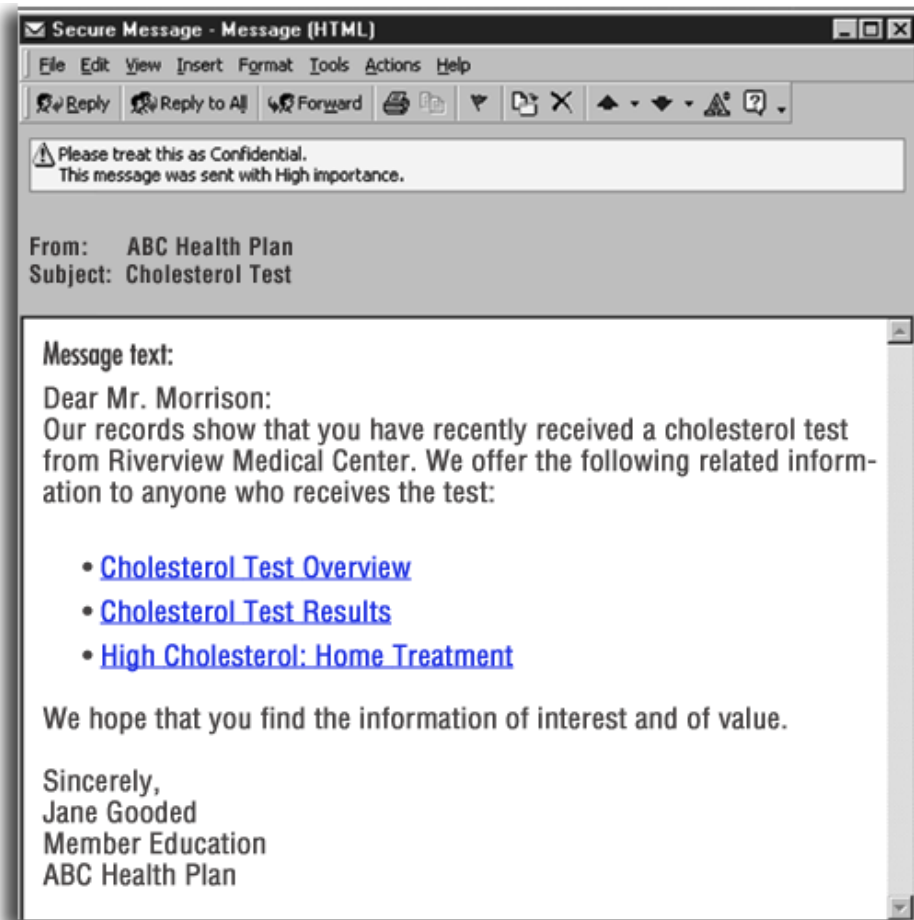 Secure Message - Message (HTML)
File Edit View Insert Format Tools Actions Help
Reply Reply to All Forward
Please treat this as Confidential.
This message was sent with High importance.
From: ABC Health Plan
Subject: Cholesterol Test
Message text:
Dear Mr. Morrison:
Our records show that you have recently received a cholesterol test
from Riverview Medical Center. We offer the following related inform-
ation to anyone who receives the test:
• Cholesterol Test Overview
• Cholesterol Test Results
• High Cholesterol: Home Treatment
We hope that you find the information of interest and of value.
Sincerely,
Jane Gooded
Member Education
ABC Health Plan